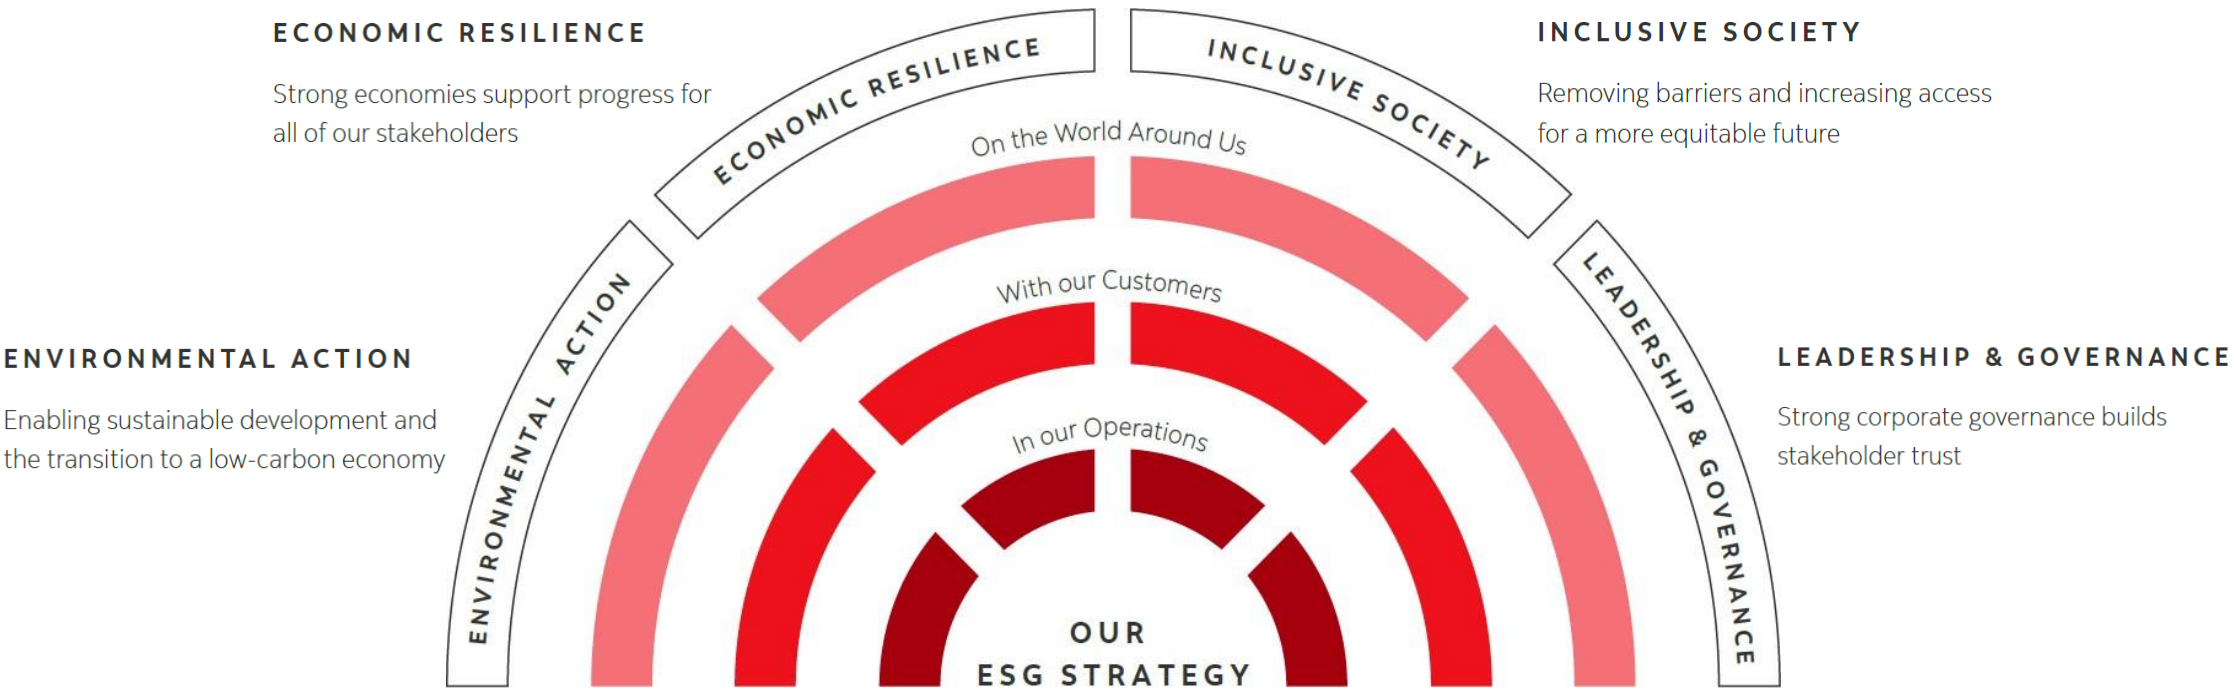 ECONOMIC RESILIENCE
Strong economies support progress for
all of our stakeholders
INCLUSIVE SOCIETY
Removing barriers and increasing access
for a more equitable future
ENVIRONMENTAL ACTION
Enabling sustainable development and
the transition to a low-carbon economy
LEADERSHIP & GOVERNANCE
Strong corporate governance builds
stakeholder trust
ENVIRONMENTAL ACTION
ECONOMIC RESILIENCE
INCLUSIVE SOCIETY
LEADERSHIP & GOVERNANCE
On the World Around Us
With our Customers
In our Operations
OUR
ESG STRATEGY